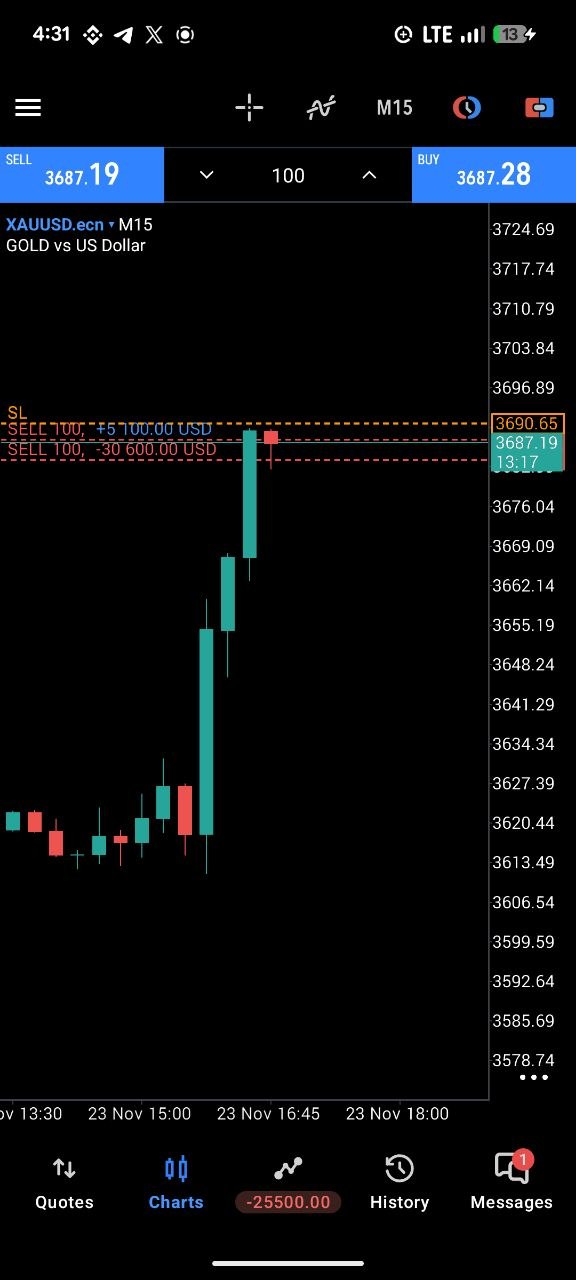 4:31 LTE 13
M15
SELL 3687.19 100 BUY 3687.28
XAUUSD.ecn ▾ M15
GOLD vs US Dollar
3724.69
3717.74
3710.79
3703.84
3696.89
SL
3690.65
SELL 100, +5 100.00 USD
3687.19
SELL 100, -30 600.00 USD
13:17
3676.04
3669.09
3662.14
3655.19
3648.24
3641.29
3634.34
3627.39
3620.44
3613.49
3606.54
3599.59
3592.64
3585.69
3578.74
ov 13:30 23 Nov 15:00 23 Nov 16:45 23 Nov 18:00
1
Quotes Charts -25500.00 History Messages